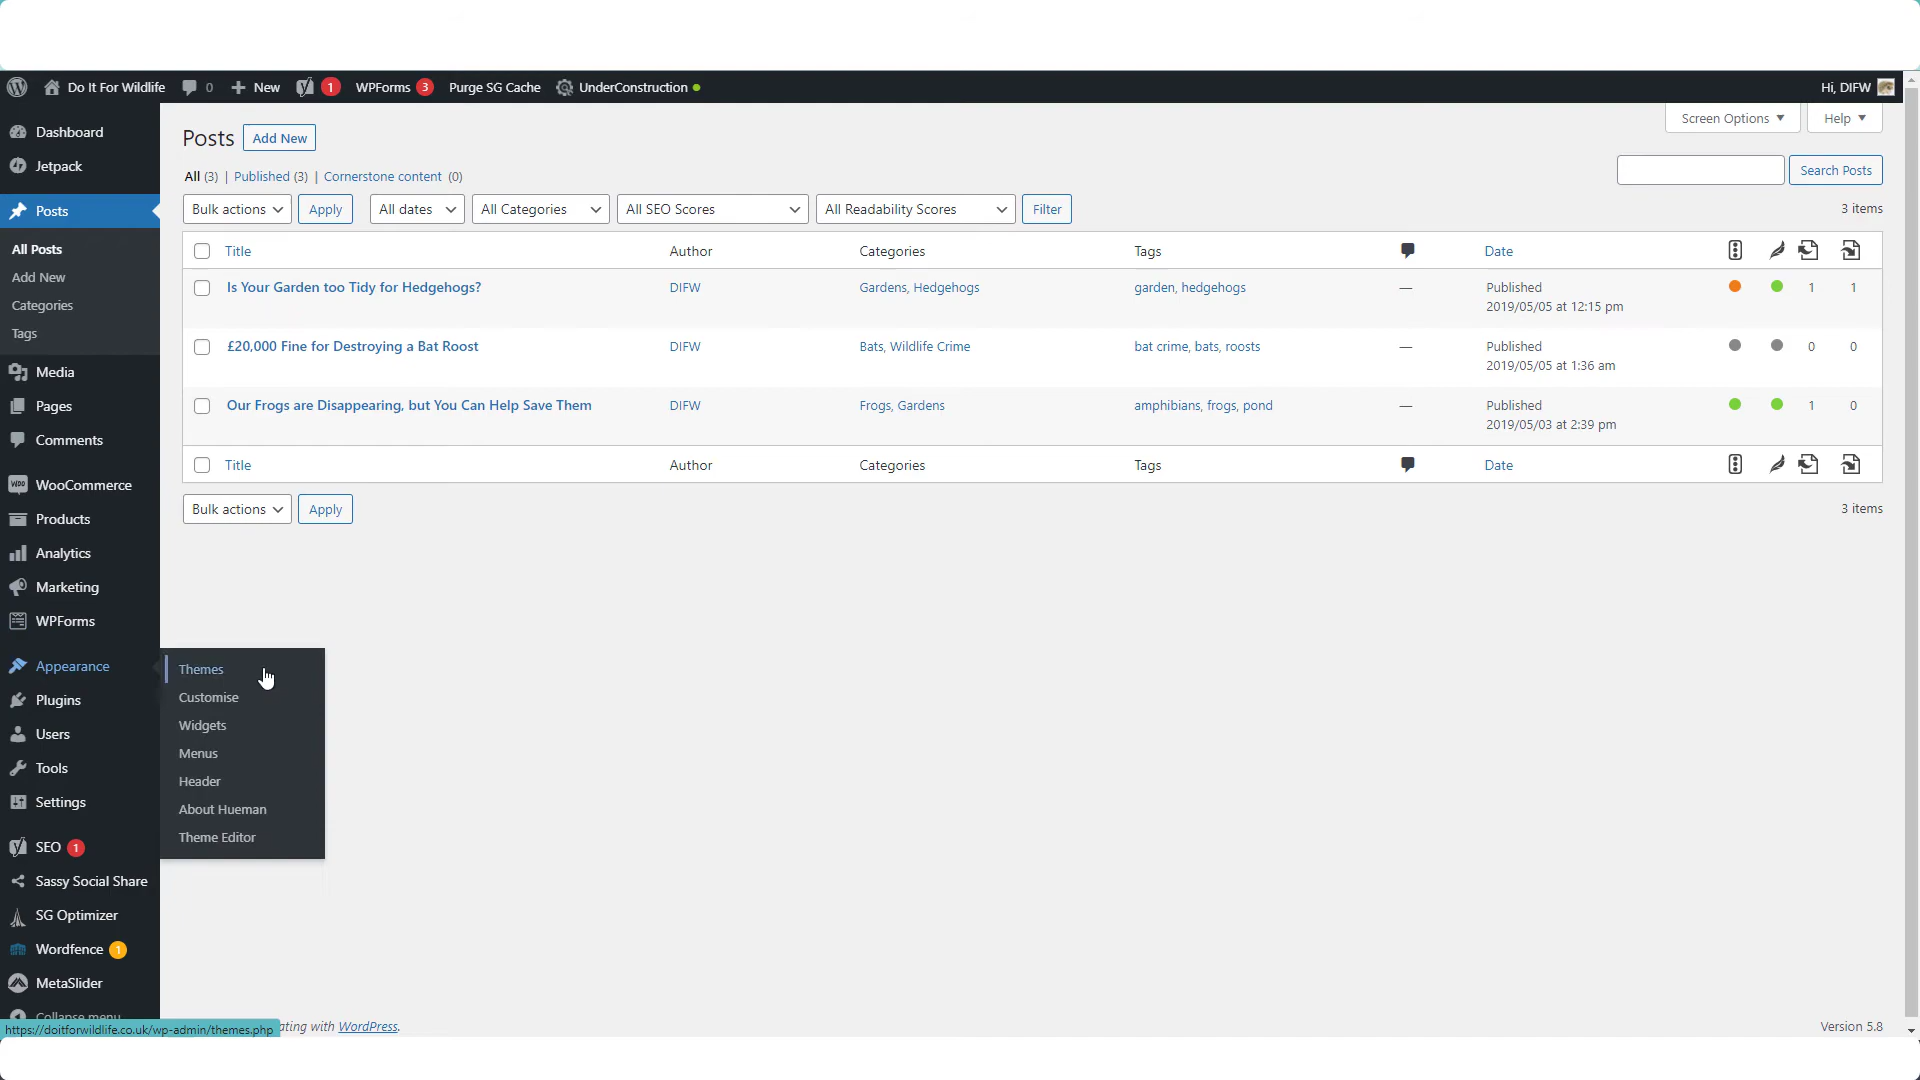 Do It For Wildlife 0 New 1 WPForms 3 Purge SG Cache UnderConstruction Hi, DIFW
Dashboard
Jetpack
Posts
All Posts
Add New
Categories
Tags
Media
Pages
Comments
WooCommerce
Products
Analytics
Marketing
WPForms
Appearance
Plugins
Users
Tools
Settings
SEO 1
Sassy Social Share
SG Optimizer
Wordfence 1
MetaSlider
Collapse menu
Themes
Customise
Widgets
Menus
Header
About Hueman
Theme Editor
Posts Add New
Screen Options Help
All (3) | Published (3) | Cornerstone content (0)
Search Posts
Bulk actions Apply All dates All Categories All SEO Scores All Readability Scores Filter 3 items
Title Author Categories Tags Date
Is Your Garden too Tidy for Hedgehogs? DIFW Gardens, Hedgehogs garden, hedgehogs — Published 1 1
2019/05/05 at 12:15 pm
£20,000 Fine for Destroying a Bat Roost DIFW Bats, Wildlife Crime bat crime, bats, roosts — Published 0 0
2019/05/05 at 1:36 am
Our Frogs are Disappearing, but You Can Help Save Them DIFW Frogs, Gardens amphibians, frogs, pond — Published 1 0
2019/05/03 at 2:39 pm
Title Author Categories Tags Date
Bulk actions Apply 3 items
https://doitforwildlife.co.uk/wp-admin/themes.php
ating with WordPress. Version 5.8